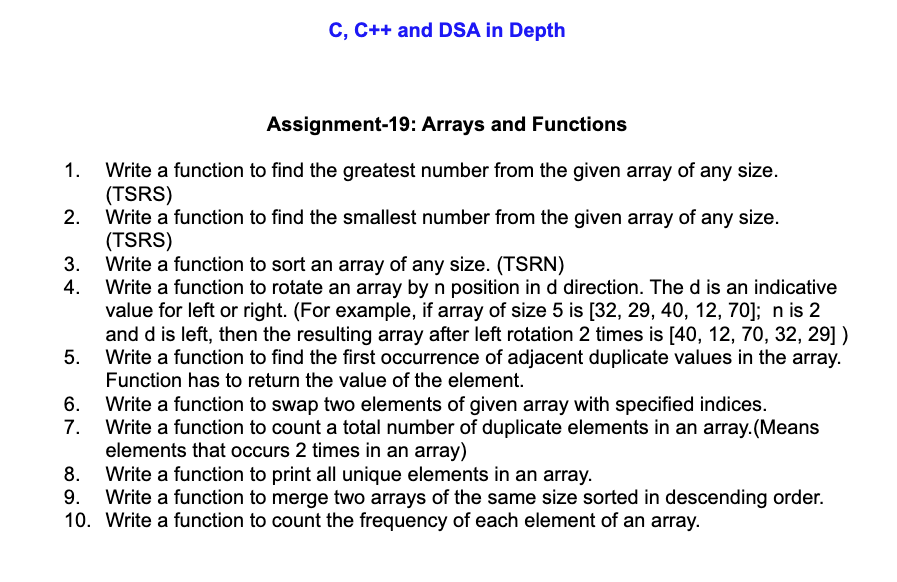 C, C++ and DSA in Depth
Assignment-19: Arrays and Functions
1. Write a function to find the greatest number from the given array of any size.
(TSRS)
2. Write a function to find the smallest number from the given array of any size.
(TSRS)
3. Write a function to sort an array of any size. (TSRN)
4. Write a function to rotate an array by n position in d direction. The d is an indicative
value for left or right. (For example, if array of size 5 is [32, 29, 40, 12, 70]; n is 2
and d is left, then the resulting array after left rotation 2 times is [40, 12, 70, 32, 29] )
5. Write a function to find the first occurrence of adjacent duplicate values in the array.
Function has to return the value of the element.
6. Write a function to swap two elements of given array with specified indices.
7. Write a function to count a total number of duplicate elements in an array.(Means
elements that occurs 2 times in an array)
8. Write a function to print all unique elements in an array.
9. Write a function to merge two arrays of the same size sorted in descending order.
10. Write a function to count the frequency of each element of an array.